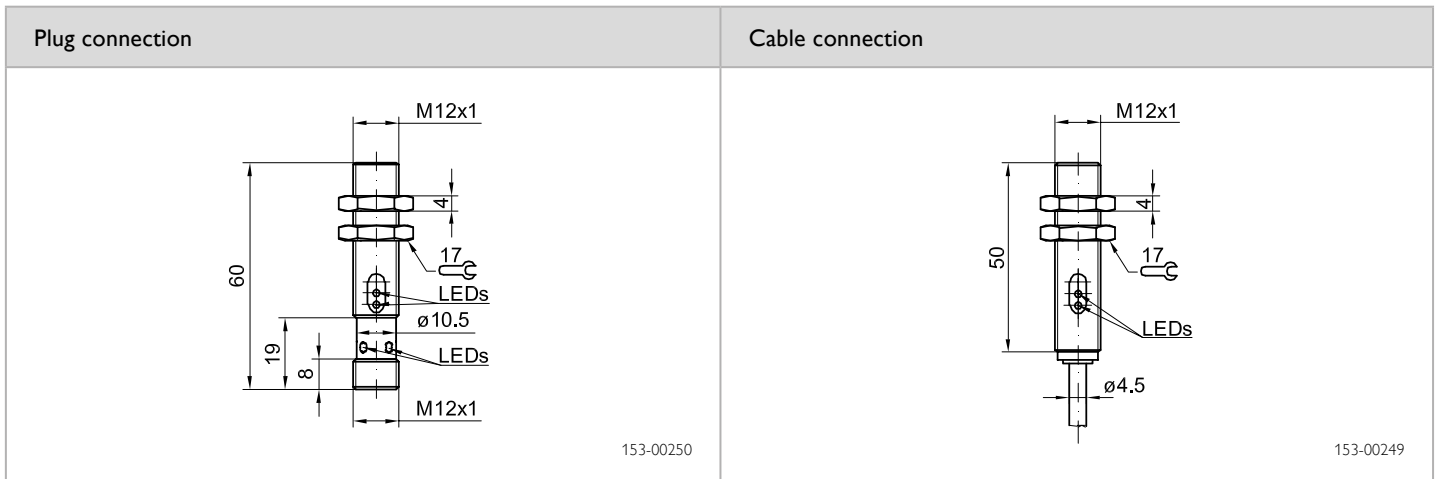 Plug connection
Cable connection
M12x1
4
60
17
LEDs
ø10.5
19
LEDs
8
M12x1
153-00250
M12x1
4
50
17
LEDs
ø4.5
153-00249